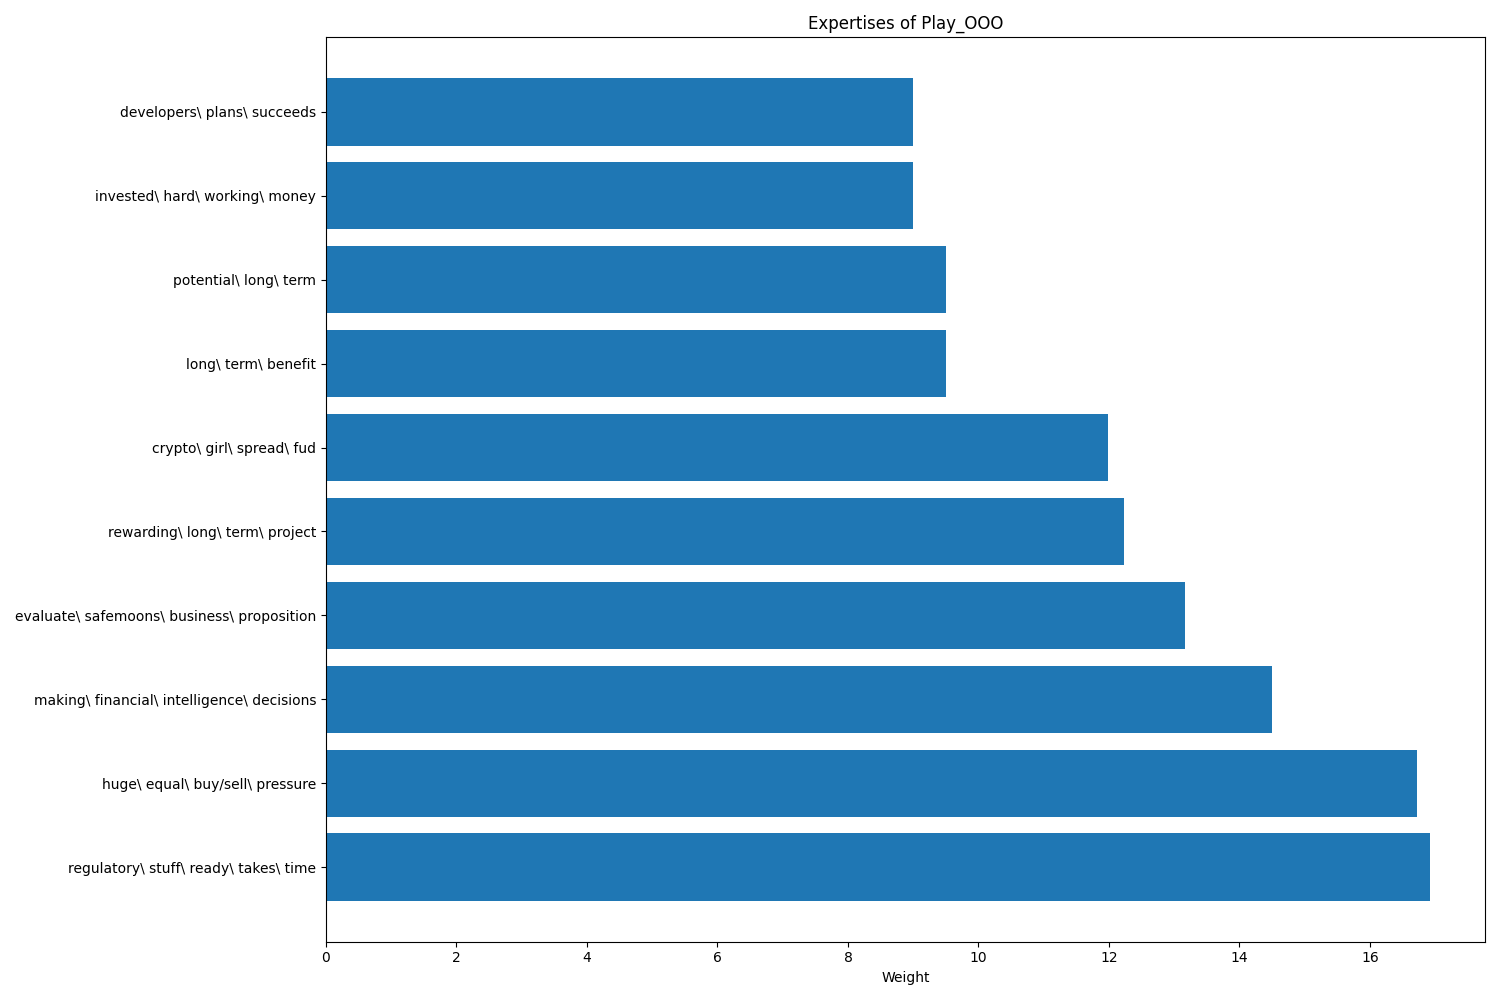 Expertises of Play_OOO
developers\ plans\ succeeds
invested\ hard\ working\ money
potential\ long\ term
long\ term\ benefit
crypto\ girl\ spread\ fud
rewarding\ long\ term\ project
evaluate\ safemoons\ business\ proposition
making\ financial\ intelligence\ decisions
huge\ equal\ buy/sell\ pressure
regulatory\ stuff\ ready\ takes\ time
0 2 4 6 8 10 12 14 16
Weight